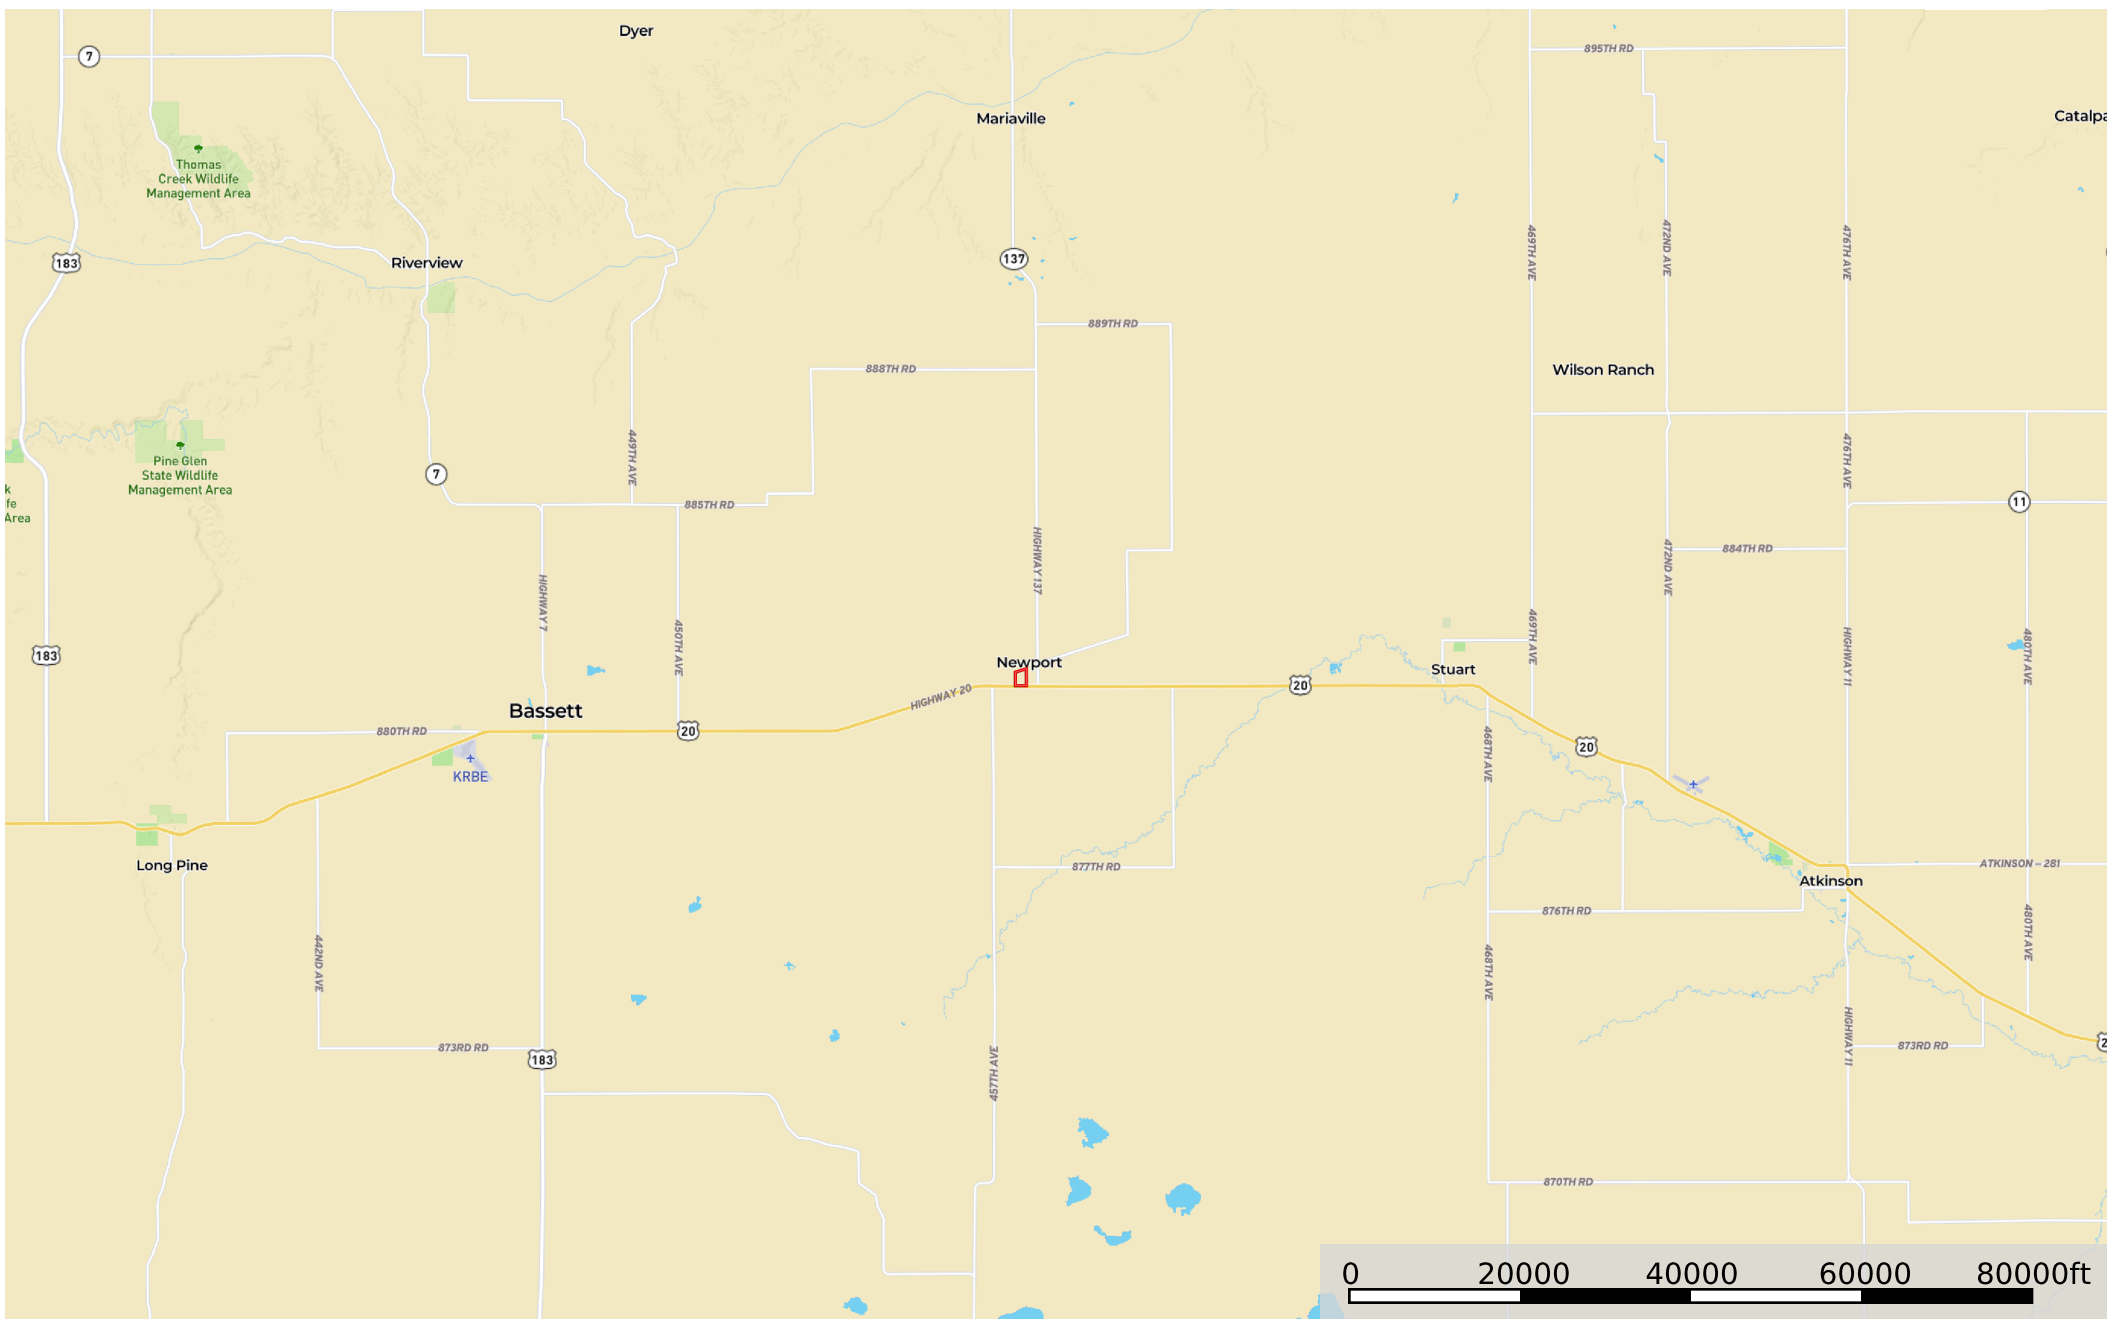 Dyer
7
895TH RD
Mariaville
Catalpa
Thomas
Creek Wildlife
Management Area
469TH AVE
472ND AVE
476TH AVE
183
Riverview
137
889TH RD
888TH RD
Wilson Ranch
449TH AVE
476TH AVE
Pine Glen
State Wildlife
Management Area
k
fe
Area
7
885TH RD
11
HIGHWAY 137
472ND AVE
884TH RD
HIGHWAY 7
450TH AVE
469TH AVE
HIGHWAY 11
480TH AVE
183
Newport
Stuart
20
HIGHWAY 20
Bassett
880TH RD
20
468TH AVE
20
KRBE
Long Pine
877TH RD
ATKINSON – 281
Atkinson
876TH RD
442ND AVE
468TH AVE
480TH AVE
873RD RD
183
457TH AVE
HIGHWAY 11
873RD RD
2
870TH RD
0 20000 40000 60000 80000ft